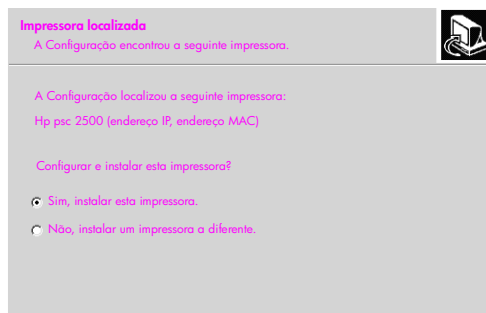 Impressora localizada
A Configuração encontrou a seguinte impressora.
A Configuração localizou a seguinte impressora:
Hp psc 2500 (endereço IP, endereço MAC)
Configurar e instalar esta impressora?
Sim, instalar esta impressora.
Não, instalar um impressora a diferente.